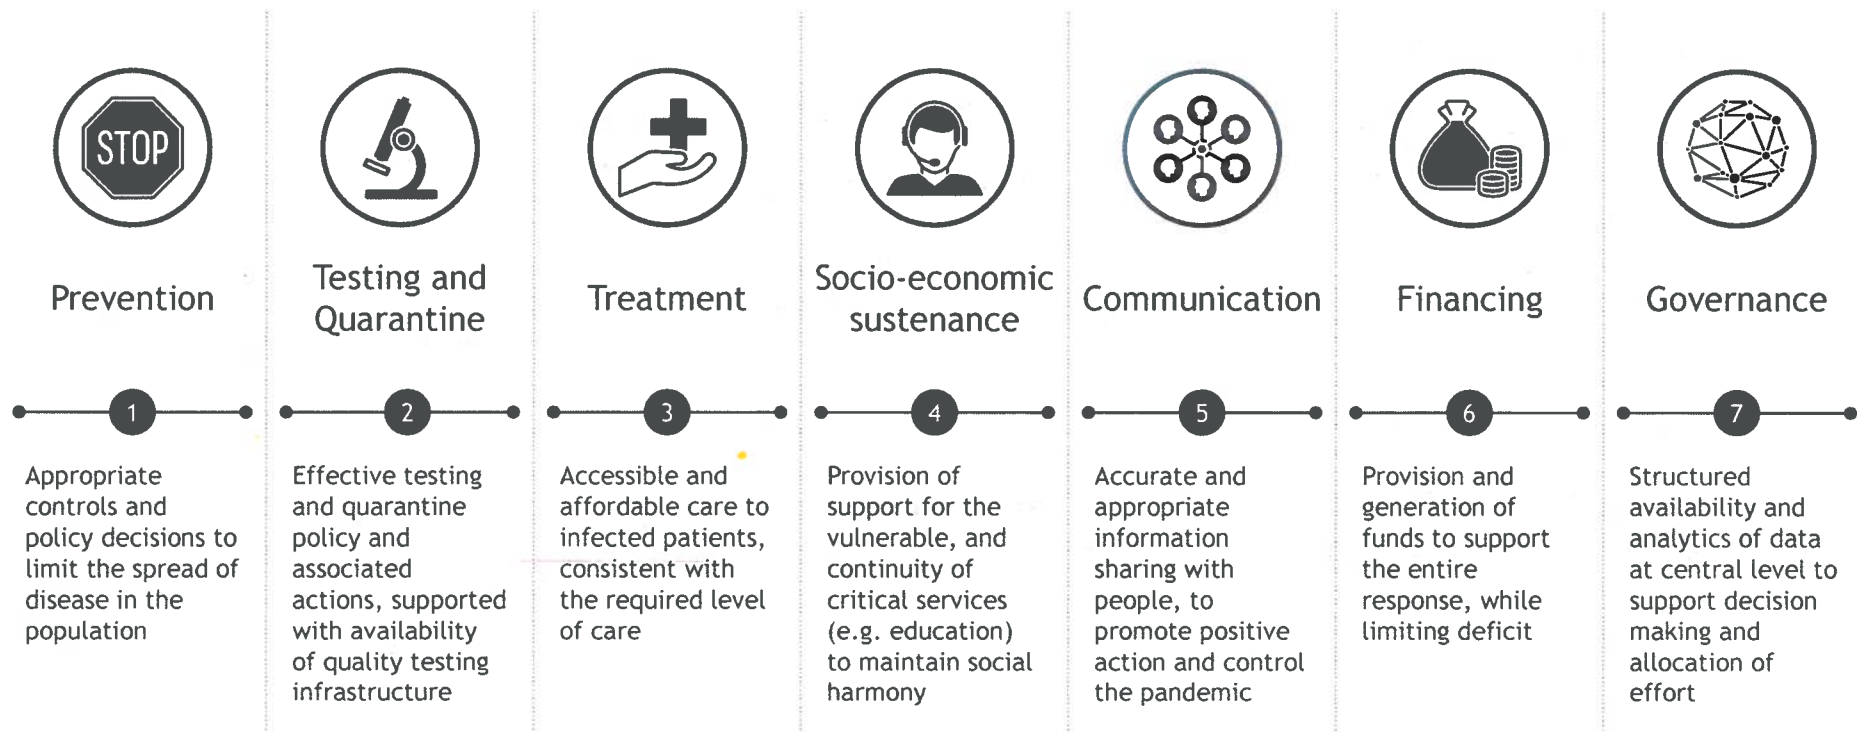 STOP
Prevention
1
Appropriate
controls and
policy decisions to
limit the spread of
disease in the
population
Testing and
Quarantine
2
Effective testing
and quarantine
policy and
associated
actions, supported
with availability
of quality testing
infrastructure
Treatment
3
Accessible and
affordable care to
infected patients,
consistent with
the required level
of care
Socio-economic
sustenance
4
Provision of
support for the
vulnerable, and
continuity of
critical services
(e.g. education)
to maintain social
harmony
Communication
5
Accurate and
appropriate
information
sharing with
people, to
promote positive
action and control
the pandemic
Financing
6
Provision and
generation of
funds to support
the entire
response, while
limiting deficit
Governance
7
Structured
availability and
analytics of data
at central level to
support decision
making and
allocation of
effort